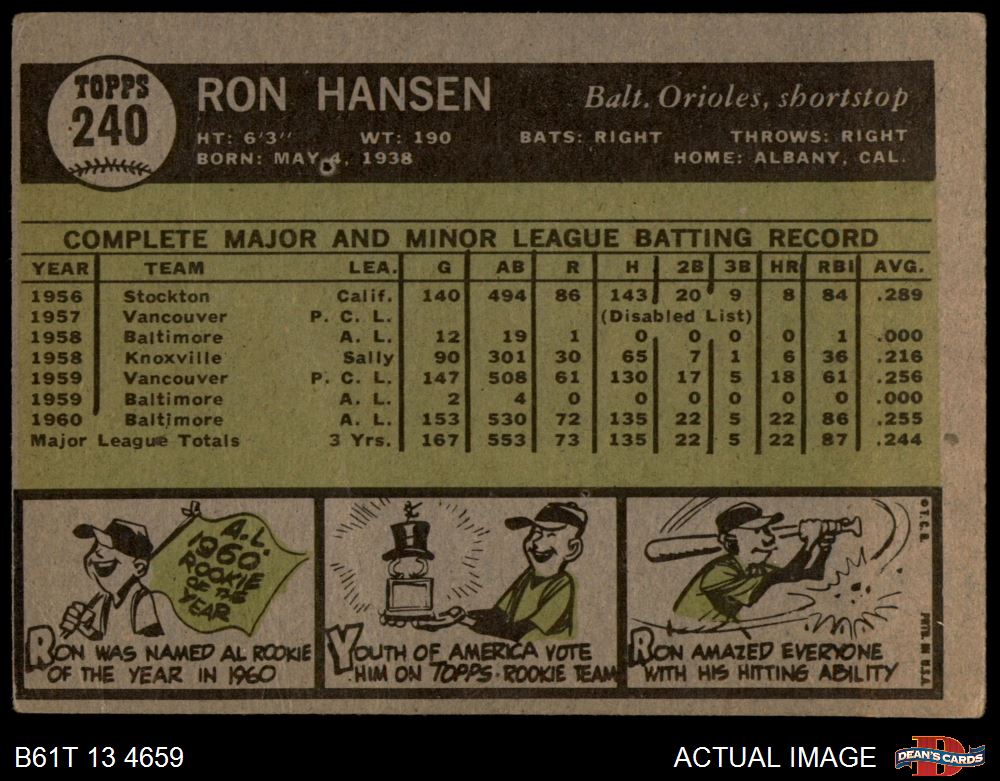 TOPPS
240
RON HANSEN
Balt. Orioles, shortstop
HT: 6'3" WT: 190 BATS: RIGHT THROWS: RIGHT
BORN: MAY 4, 1938 HOME: ALBANY, CAL.
COMPLETE MAJOR AND MINOR LEAGUE BATTING RECORD
YEAR TEAM LEA. G AB R H 2B 3B HR RBI AVG.
1956 Stockton Calif. 140 494 86 143 20 9 8 84 .289
1957 Vancouver P. C. L. (Disabled List)
1958 Baltimore A. L. 12 19 1 0 0 0 0 1 .000
1958 Knoxville Sally 90 301 30 65 7 1 6 36 .216
1959 Vancouver P. C. L. 147 508 61 130 17 5 18 61 .256
1959 Baltimore A. L. 2 4 0 0 0 0 0 0 .000
1960 Baltimore A. L. 153 530 72 135 22 5 22 86 .255
Major League Totals 3 Yrs. 167 553 73 135 22 5 22 87 .244
A.L.
1960
ROOKIE
OF THE
YEAR
RON WAS NAMED AL ROOKIE
OF THE YEAR IN 1960
H
YOUTH OF AMERICA VOTE
HIM ON TOPPS ROOKIE TEAM
RON AMAZED EVERYONE
WITH HIS HITTING ABILITY
© T.C.G.
PRTD. IN U.S.A.
B61T 13 4659
ACTUAL IMAGE
D
DEAN'S CARDS